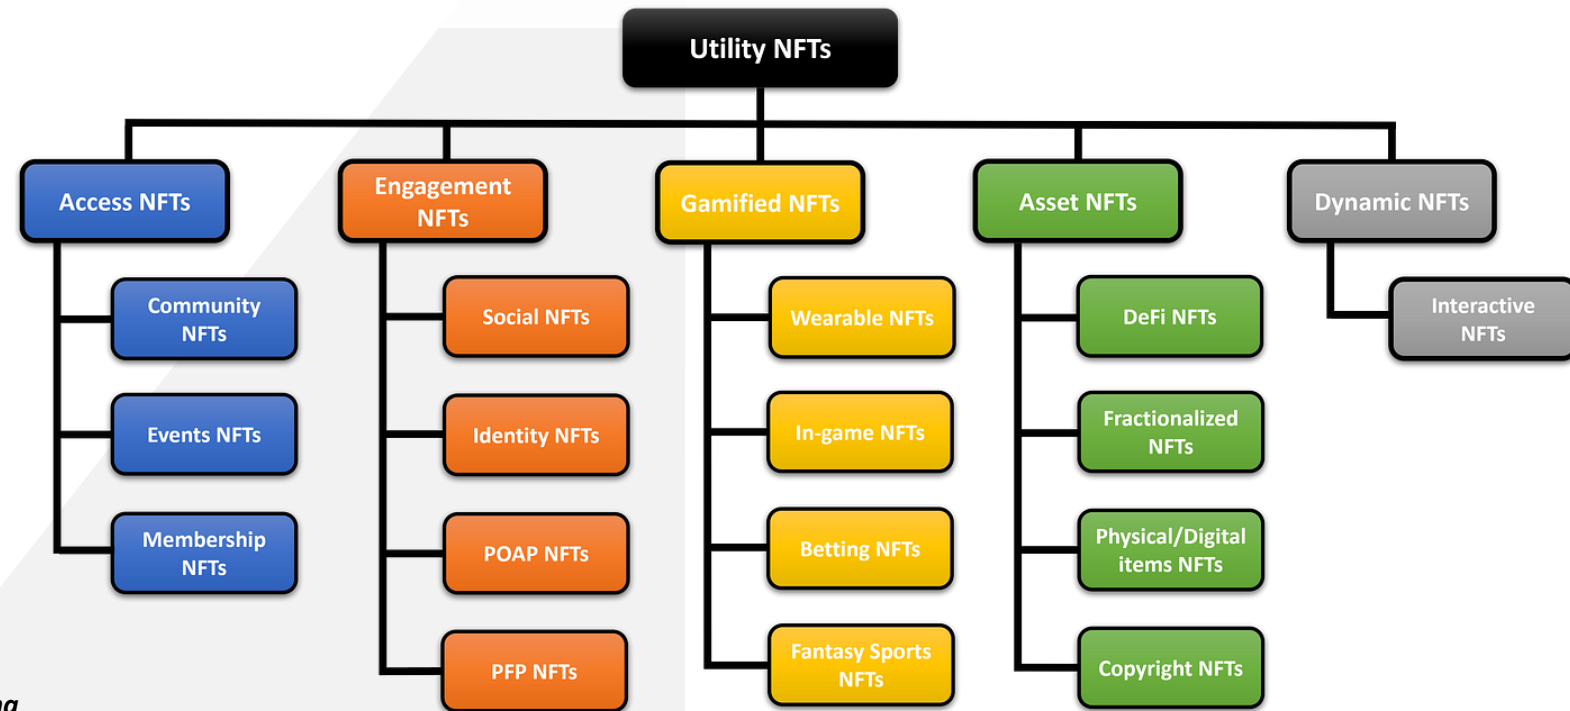 Utility NFTs
Access NFTs
Engagement
NFTs
Gamified NFTs
Asset NFTs
Dynamic NFTs
Community
NFTs
Social NFTs
Wearable NFTs
DeFi NFTs
Interactive
NFTs
Events NFTs
Identity NFTs
In-game NFTs
Fractionalized
NFTs
Membership
NFTs
POAP NFTs
Betting NFTs
Physical/Digital
items NFTs
PFP NFTs
Fantasy Sports
NFTs
Copyright NFTs